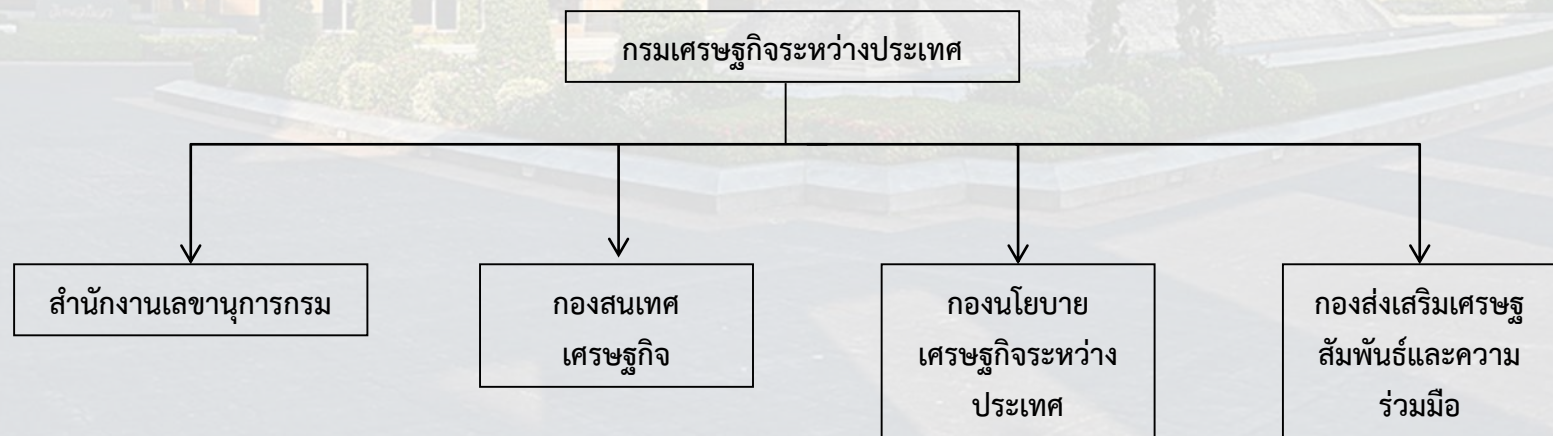 กรมเศรษฐกิจระหว่างประเทศ
สำนักงานเลขานุการกรม
กองสนเทศ
เศรษฐกิจ
กองนโยบาย
เศรษฐกิจระหว่าง
ประเทศ
กองส่งเสริมเศรษฐ
สัมพันธ์และความ
ร่วมมือ